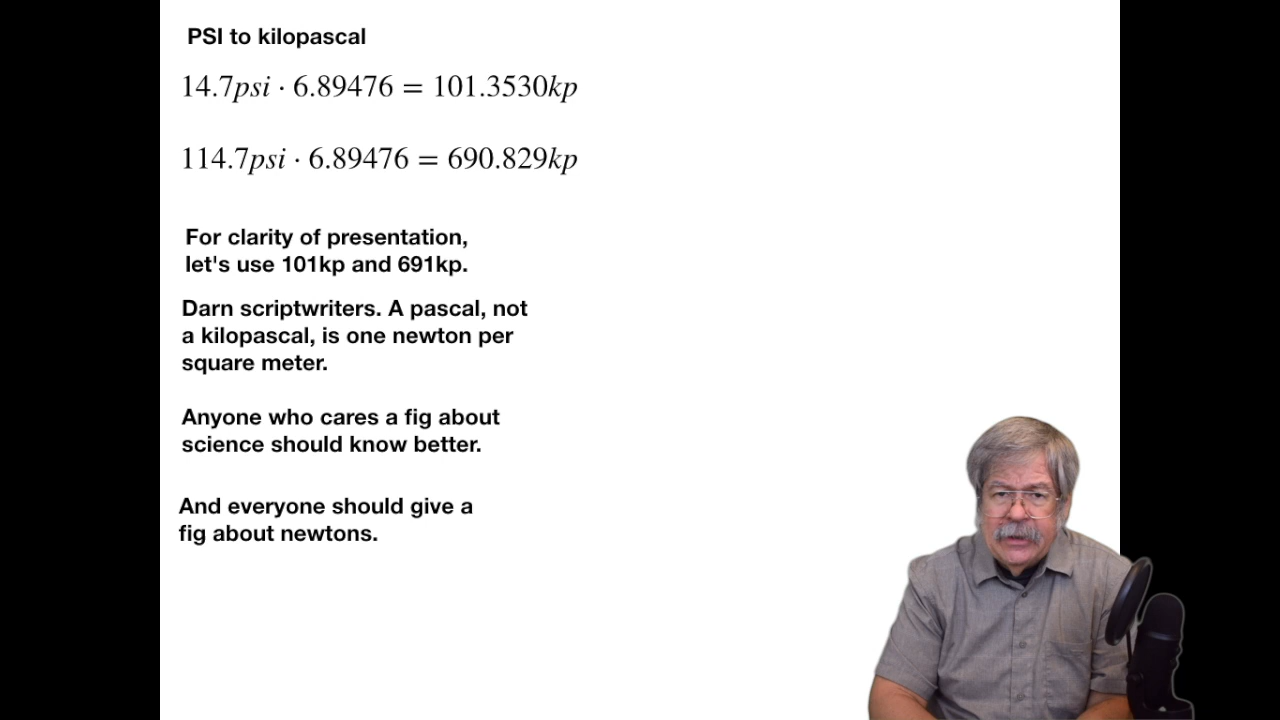 PSI to kilopascal
14.7psi · 6.89476 = 101.3530kp
114.7psi · 6.89476 = 690.829kp
For clarity of presentation,
let's use 101kp and 691kp.
Darn scriptwriters. A pascal, not
a kilopascal, is one newton per
square meter.
Anyone who cares a fig about
science should know better.
And everyone should give a
fig about newtons.